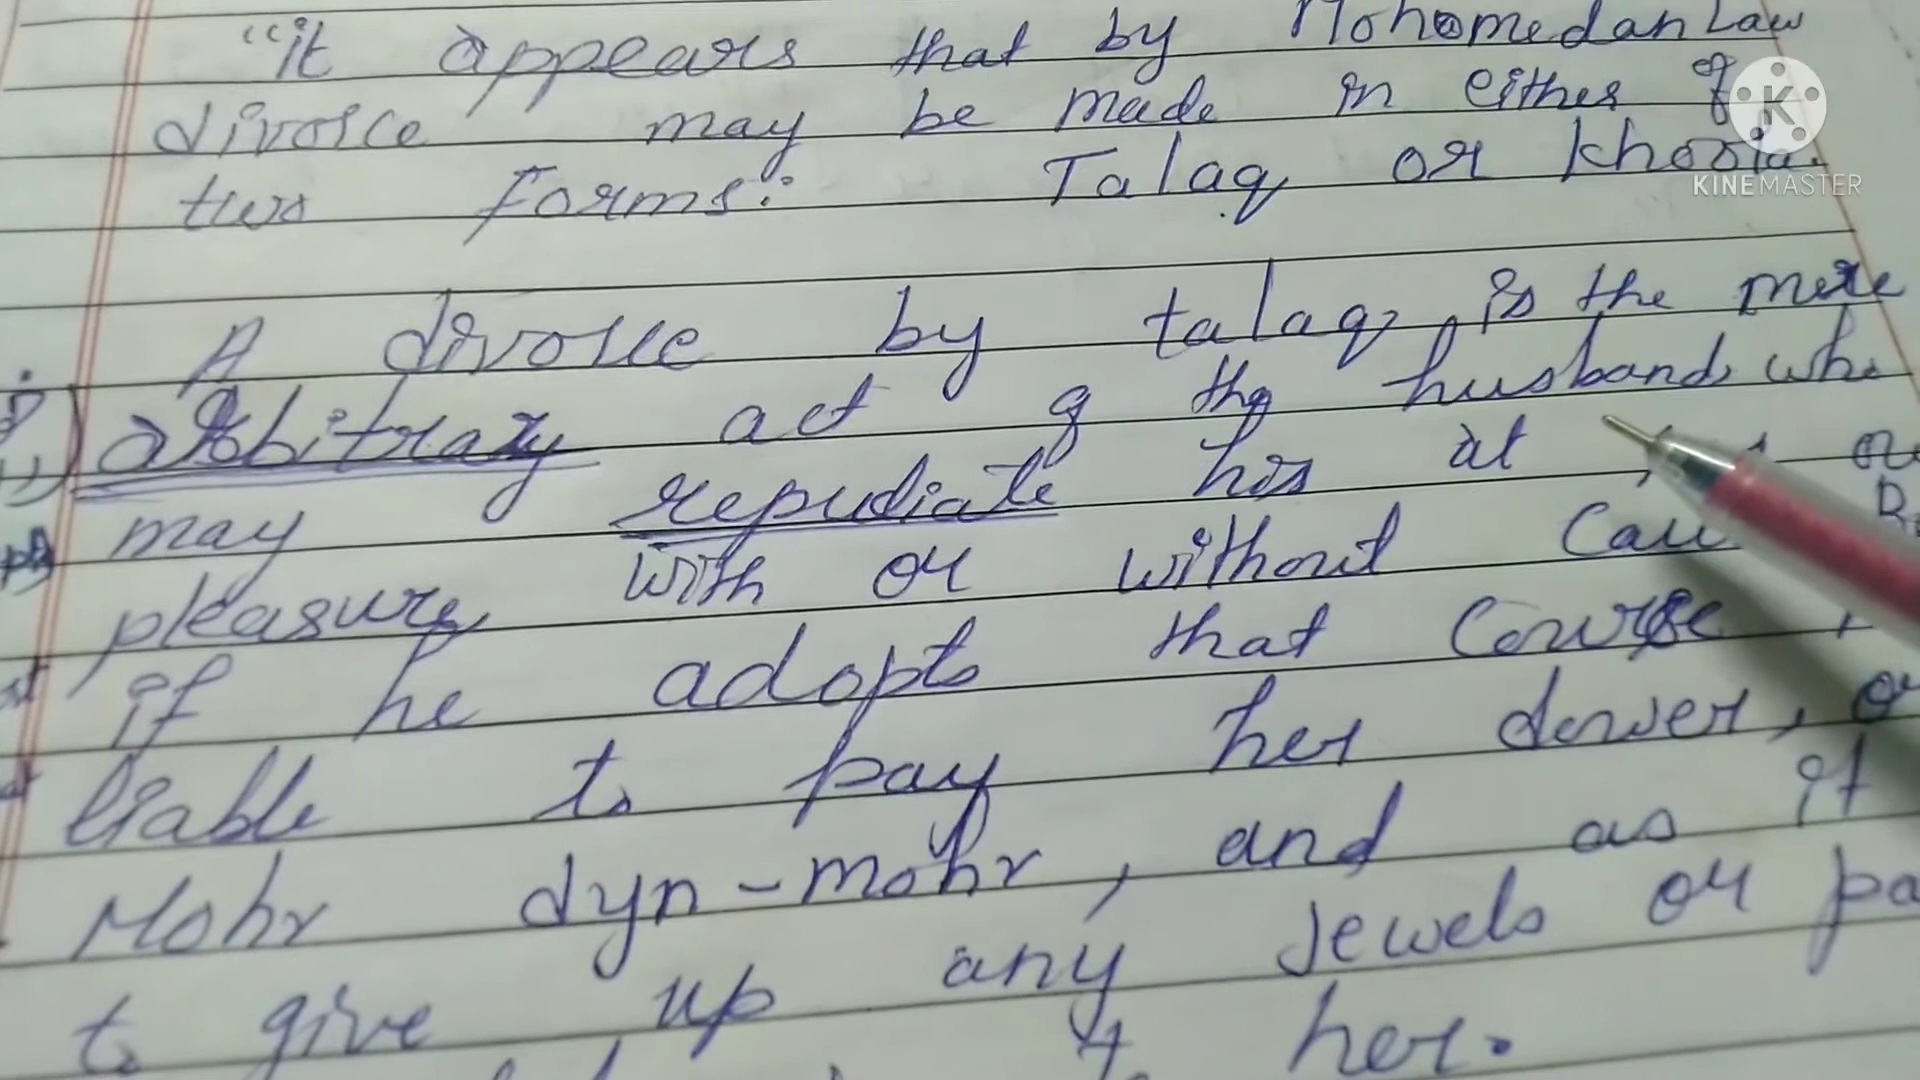 "it appears that by Mohomedan Law
divorce may be made in either of
two forms: Talaq or Khoola.
A divorce by talaq, is the mere
arbitrary act of the husband, who
may repudiate his at
pleasure, with or without
if he adopts that course,
liable to pay her dower, or
Mohr dyn-mohr, and as if
to give up any jewels or
her.
K
KINEMASTER